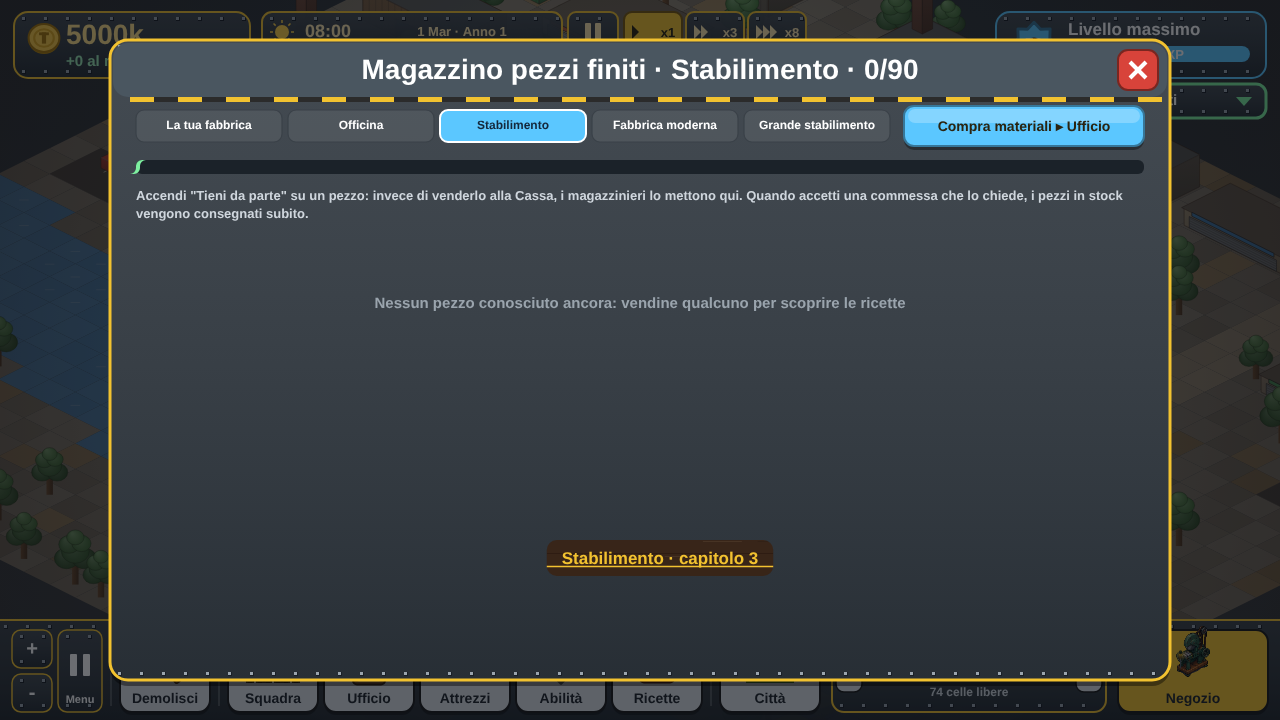 5000k
+0 al
08:00
1 Mar · Anno 1
x1
x3
x8
Livello massimo
XP
Magazzino pezzi finiti · Stabilimento · 0/90
La tua fabbrica
Officina
Stabilimento
Fabbrica moderna
Grande stabilimento
Compra materiali ▸ Ufficio
Accendi "Tieni da parte" su un pezzo: invece di venderlo alla Cassa, i magazzinieri lo mettono qui. Quando accetti una commessa che lo chiede, i pezzi in stock
vengono consegnati subito.
Nessun pezzo conosciuto ancora: vendine qualcuno per scoprire le ricette
Stabilimento · capitolo 3
+
-
Menu
Demolisci
Squadra
Ufficio
Attrezzi
Abilità
Ricette
Città
74 celle libere
Negozio